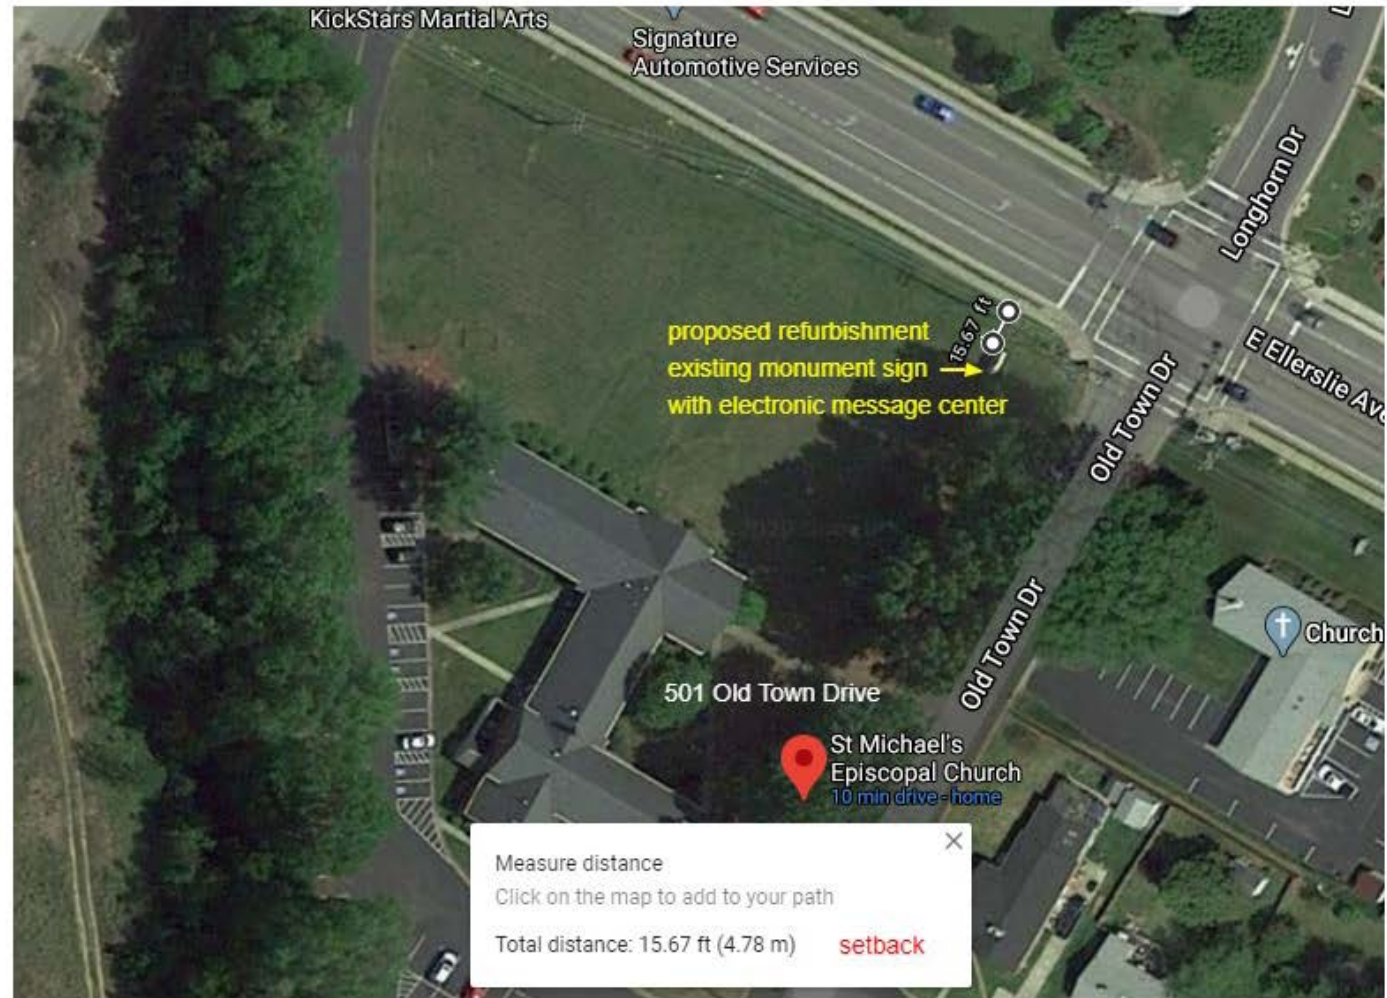 KickStars Martial Arts
Signature
Automotive Services
Longhorn Dr
15.67 ft
proposed refurbishment
existing monument sign
with electronic message center
E Ellerslie Ave
Old Town Dr
Old Town Dr
Church
501 Old Town Drive
St Michael's
Episcopal Church
10 min drive - home
Measure distance
Click on the map to add to your path
Total distance: 15.67 ft (4.78 m)
setback